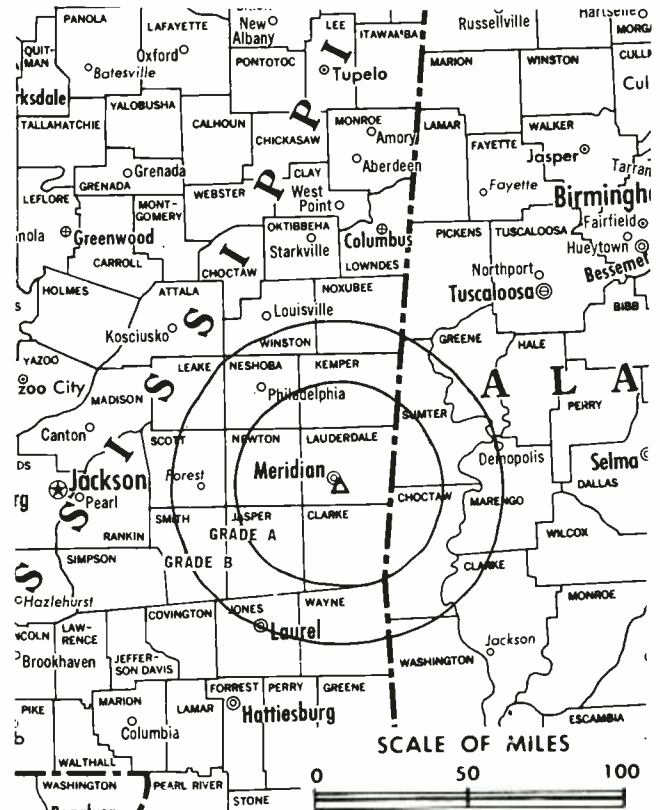 PANOLA
LAFAYETTE
New
Albany
LEE
ITAWAMBA
Russellville
Hartselle
QUIT-
MAN
Oxford
Batesville
PONTOTOC
Tupelo
I
MARION
WINSTON
rksdale
YALOBUSHA
TALLAHATCHIE
CALHOUN
CHICKASAW
P
MONROE
Amory
LAMAR
WALKER
FAYETTE
Jasper
Aberdeen
Grenada
GRENADA
CLAY
P
West
Point
WEBSTER
Fayette
Birmingh
LEFLORE
MONT-
GOMERY
OKTIBBEHA
Starkville
Columbus
PICKENS
TUSCALOOSA
Fairfield
Hueytown
nola
Greenwood
I
CARROLL
CHOCTAW
LOWNDES
Northport
Bessemer
HOLMES
ATTALA
NOXUBEE
Tuscaloosa
BIBB
S
Louisville
Kosciusko
WINSTON
GREENE
HALE
YAZOO
LEAKE
NESHOBA
KEMPER
zoo City
S
Philadelphia
A L A
MADISON
SUMTER
PERRY
Canton
SCOTT
NEWTON
LAUDERDALE
I
Demopolis
Selma
DS
Jackson
Forest
Meridian
CHOCTAW
DALLAS
rg
Pearl
MARENGO
S
SMITH
JASPER
CLARKE
RANKIN
GRADE A
WILCOX
SIMPSON
GRADE B
CLARKE
S
Hazlehurst
JONES
WAYNE
MONROE
COVINGTON
NCOLN
LAW-
RENCE
Laurel
Jackson
Brookhaven
JEFFER-
SON DAVIS
WASHINGTON
FORREST
PERRY
GREENE
PIKE
MARION
LAMAR
Hattiesburg
Columbia
ESCAMBIA
b
SCALE OF MILES
WALTHALL
WASHINGTON
PEARL RIVER
STONE
0 50 100